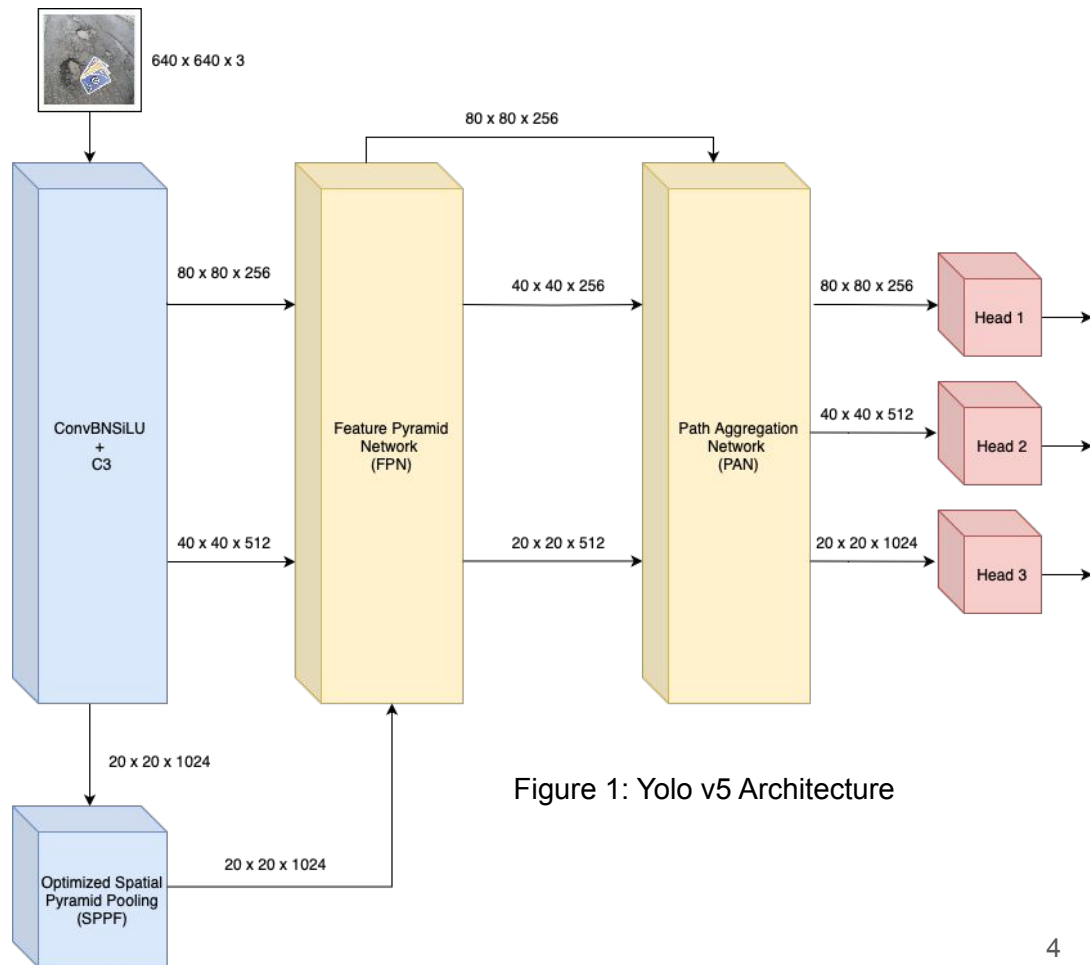 640 x 640 x 3
80 x 80 x 256
80 x 80 x 256
40 x 40 x 256
80 x 80 x 256
Head 1
ConvBNSiLU
+
C3
Feature Pyramid
Network
(FPN)
Path Aggregation
Network
(PAN)
40 x 40 x 512
Head 2
40 x 40 x 512
20 x 20 x 512
20 x 20 x 1024
Head 3
20 x 20 x 1024
Figure 1: Yolo v5 Architecture
20 x 20 x 1024
Optimized Spatial
Pyramid Pooling
(SPPF)
4